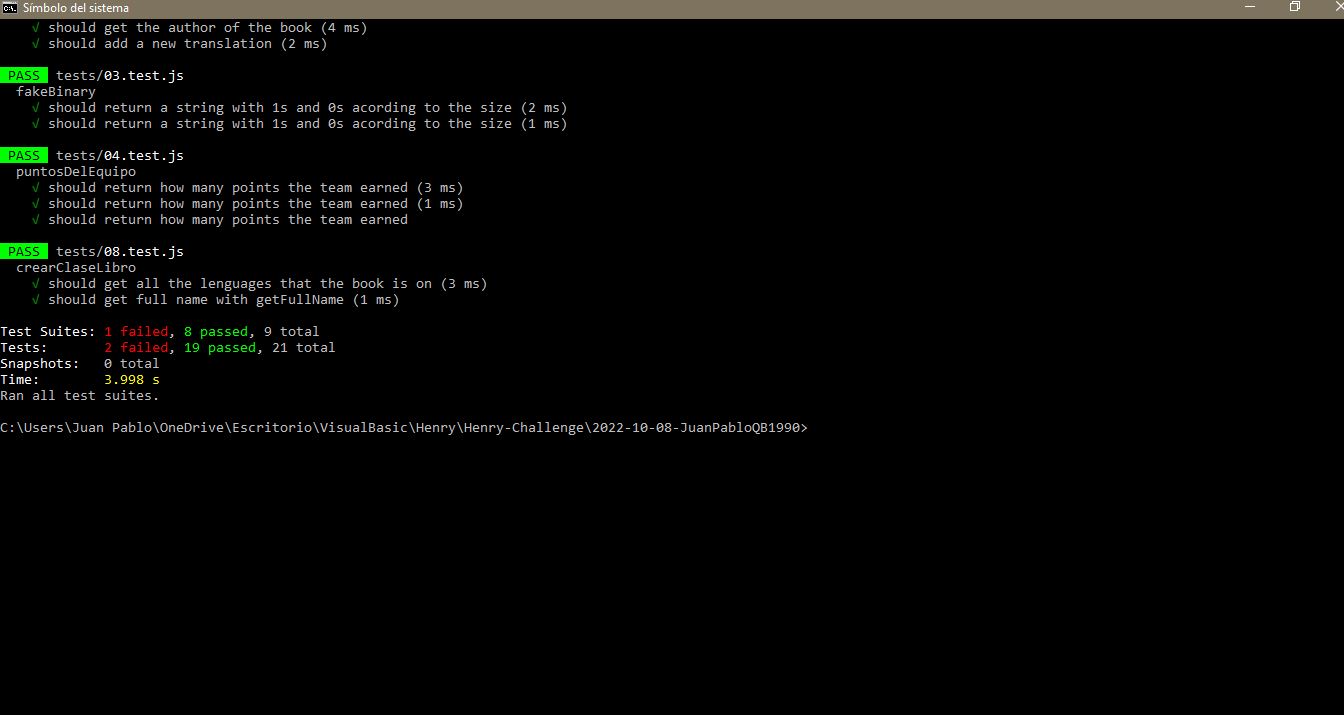 Símbolo del sistema
√ should get the author of the book (4 ms)
√ should add a new translation (2 ms)
PASS tests/03.test.js
fakeBinary
√ should return a string with 1s and 0s acording to the size (2 ms)
√ should return a string with 1s and 0s acording to the size (1 ms)
PASS tests/04.test.js
puntosDelEquipo
√ should return how many points the team earned (3 ms)
√ should return how many points the team earned (1 ms)
√ should return how many points the team earned
PASS tests/08.test.js
crearClaseLibro
√ should get all the lenguages that the book is on (3 ms)
√ should get full name with getFullName (1 ms)
Test Suites: 1 failed, 8 passed, 9 total
Tests: 2 failed, 19 passed, 21 total
Snapshots: 0 total
Time: 3.998 s
Ran all test suites.
C:\Users\Juan Pablo\OneDrive\Escritorio\VisualBasic\Henry\Henry-Challenge\2022-10-08-JuanPabloQB1990>